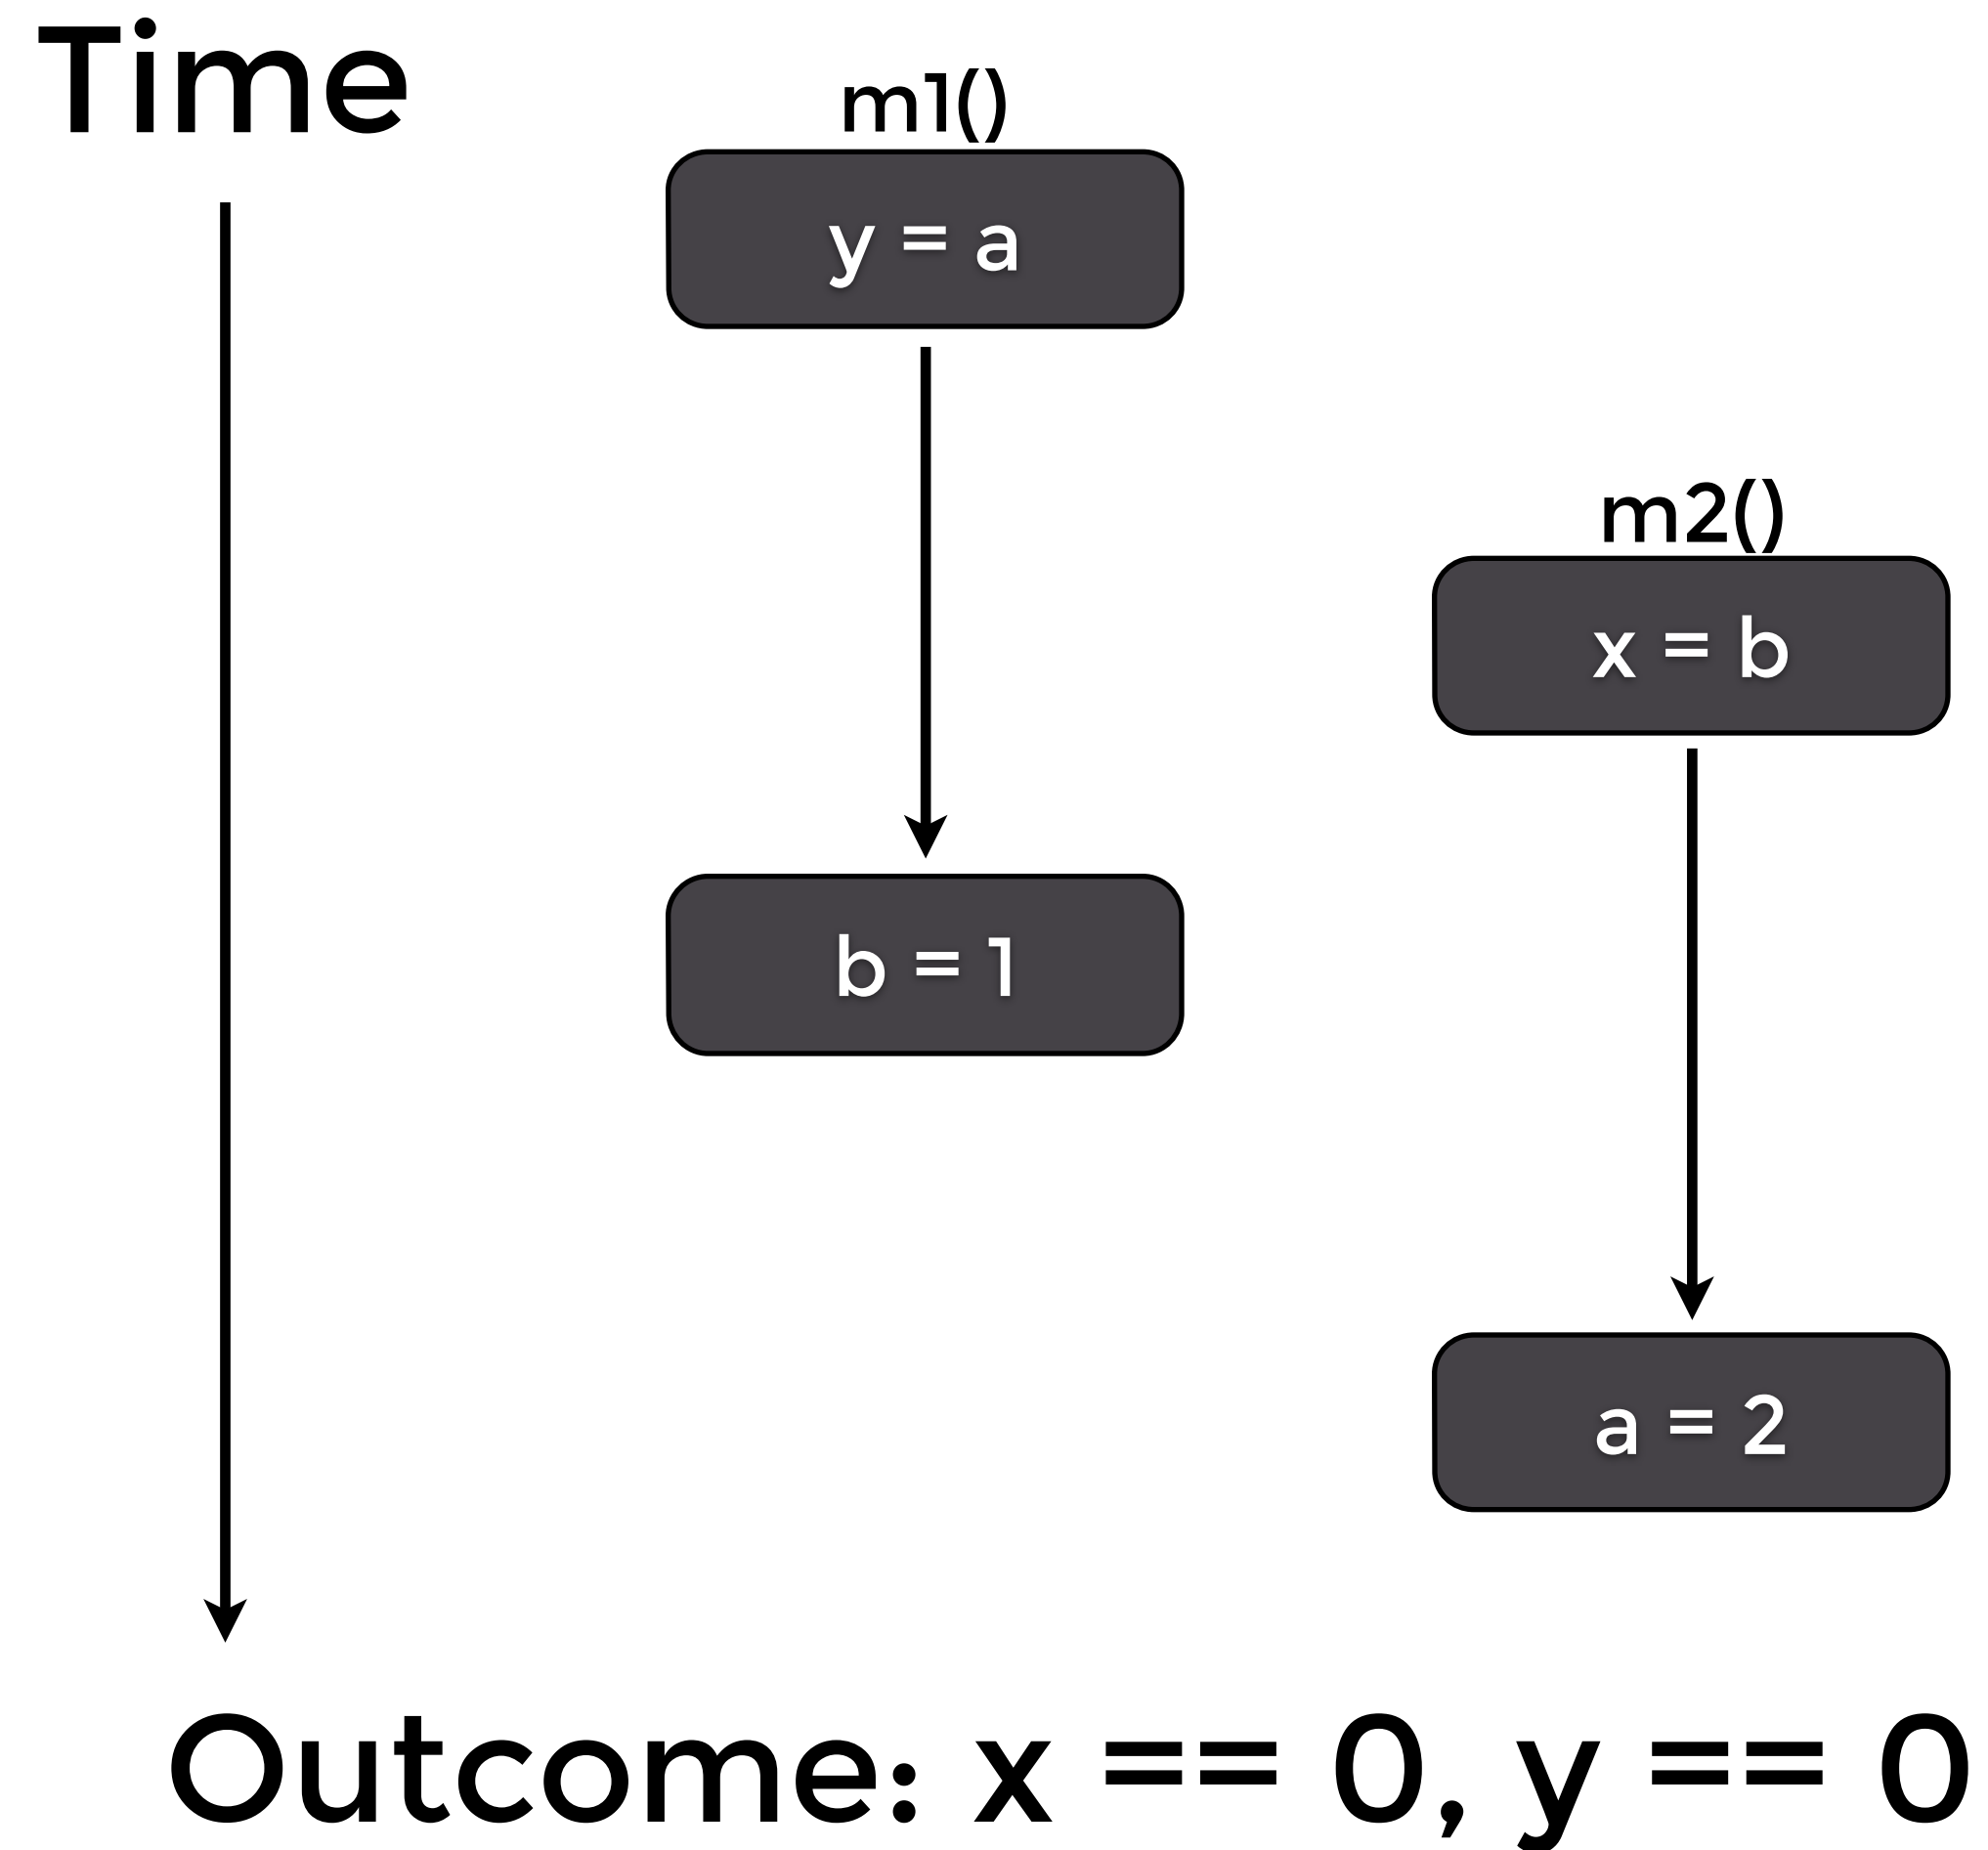 Time
m1()
y = a
m2()
x = b
b = 1
a = 2
Outcome: x == 0, y == 0